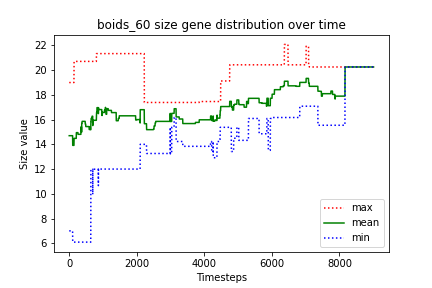 boids_60 size gene distribution over time
Size value
22
20
18
16
14
12
10
8
6
max
mean
min
0
2000
4000
6000
8000
Timesteps